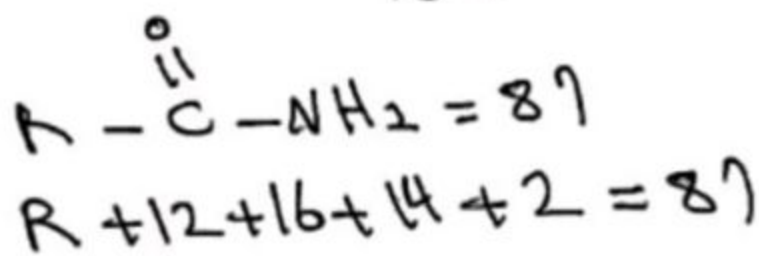 O
||
R – C – NH2 = 87
R + 12 + 16 + 14 + 2 = 87